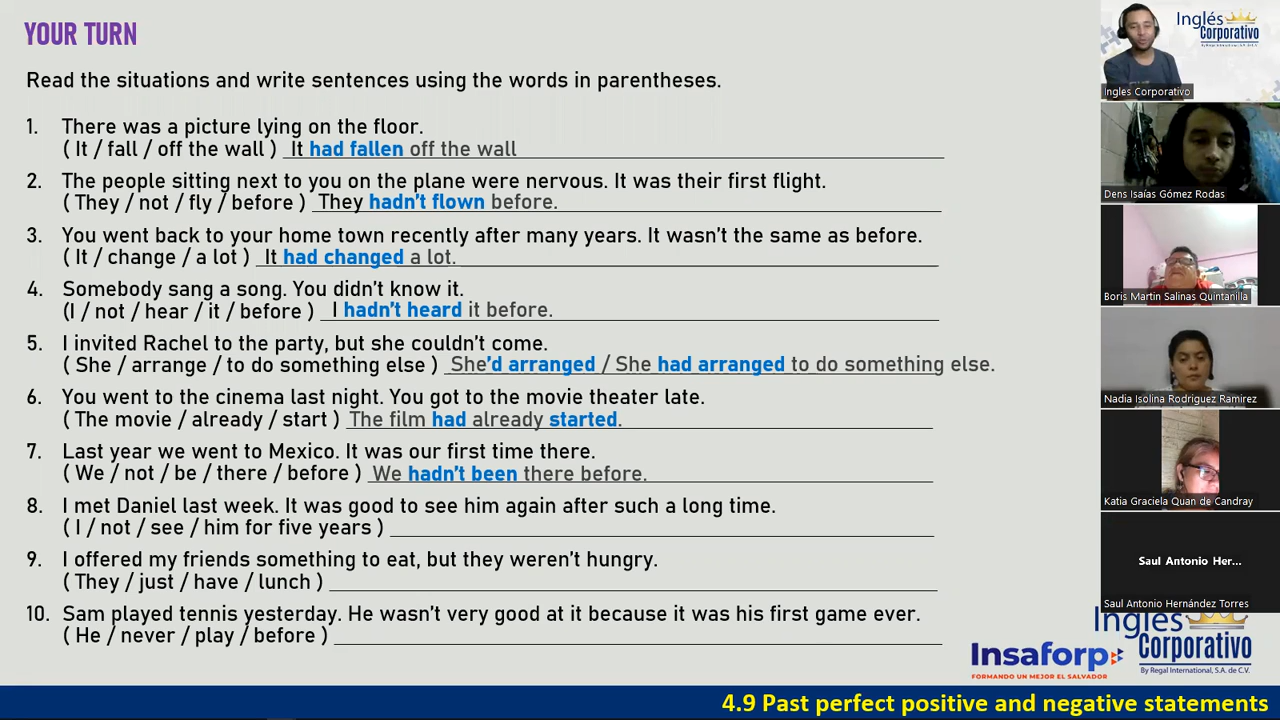 YOUR TURN
Read the situations and write sentences using the words in parentheses.
1. There was a picture lying on the floor.
( It / fall / off the wall ) It had fallen off the wall
2. The people sitting next to you on the plane were nervous. It was their first flight.
( They / not / fly / before ) They hadn't flown before.
3. You went back to your home town recently after many years. It wasn't the same as before.
( It / change / a lot ) It had changed a lot.
4. Somebody sang a song. You didn't know it.
(I / not / hear / it / before ) I hadn't heard it before.
5. I invited Rachel to the party, but she couldn't come.
( She / arrange / to do something else ) She'd arranged / She had arranged to do something else.
6. You went to the cinema last night. You got to the movie theater late.
( The movie / already / start ) The film had already started.
7. Last year we went to Mexico. It was our first time there.
( We / not / be / there / before ) We hadn't been there before.
8. I met Daniel last week. It was good to see him again after such a long time.
( I / not / see / him for five years )
9. I offered my friends something to eat, but they weren't hungry.
( They / just / have / lunch )
10. Sam played tennis yesterday. He wasn't very good at it because it was his first game ever.
( He / never / play / before )
Inglés
Corporativo
By Regal International, S.A. de C.V.
Ingles Corporativo
Dens Isaías Gómez Rodas
Boris Martin Salinas Quintanilla
Nadia Isolina Rodriguez Ramirez
Katia Graciela Quan de Candray
Saul Antonio Her...
Saul Antonio Hernández Torres
Inglés
Corporativo
By Regal International, S.A. de C.V.
Insaforp
FORMANDO UN MEJOR EL SALVADOR
4.9 Past perfect positive and negative statements